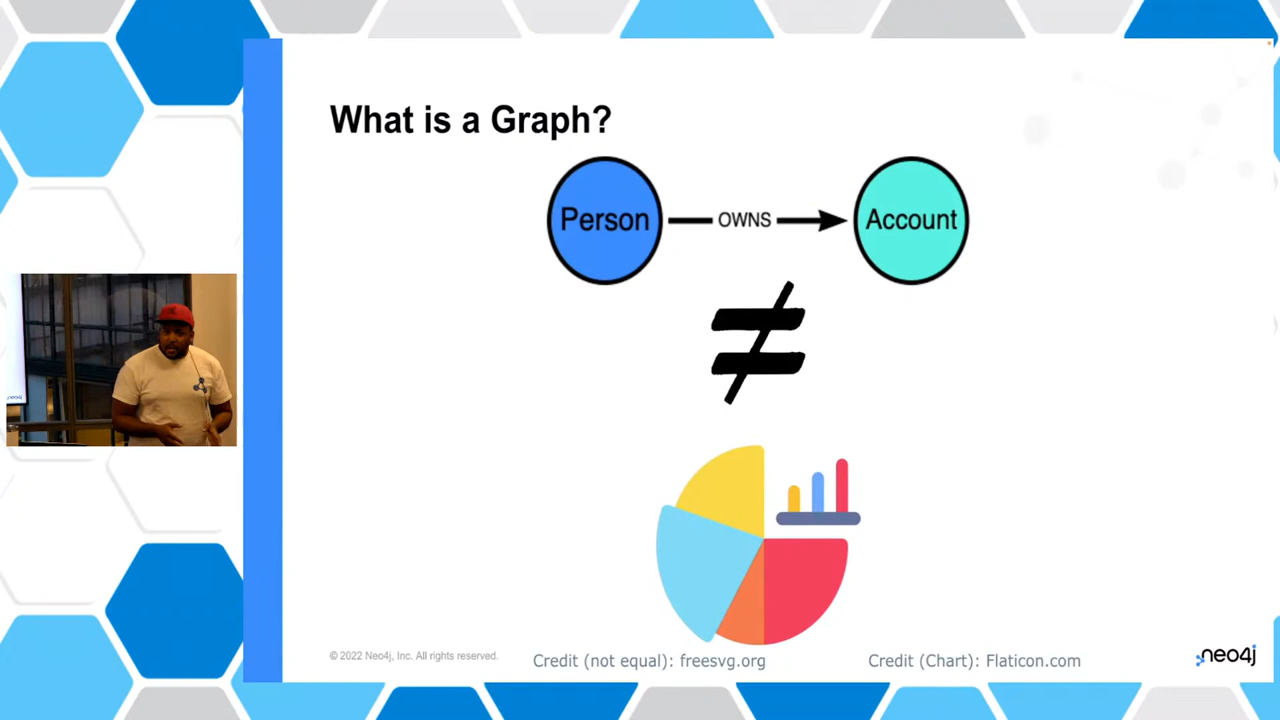 What is a Graph?
Person
OWNS
Account
≠
© 2022 Neo4j, Inc. All rights reserved.
Credit (not equal): freesvg.org
Credit (Chart): Flaticon.com
neo4j
neo4j